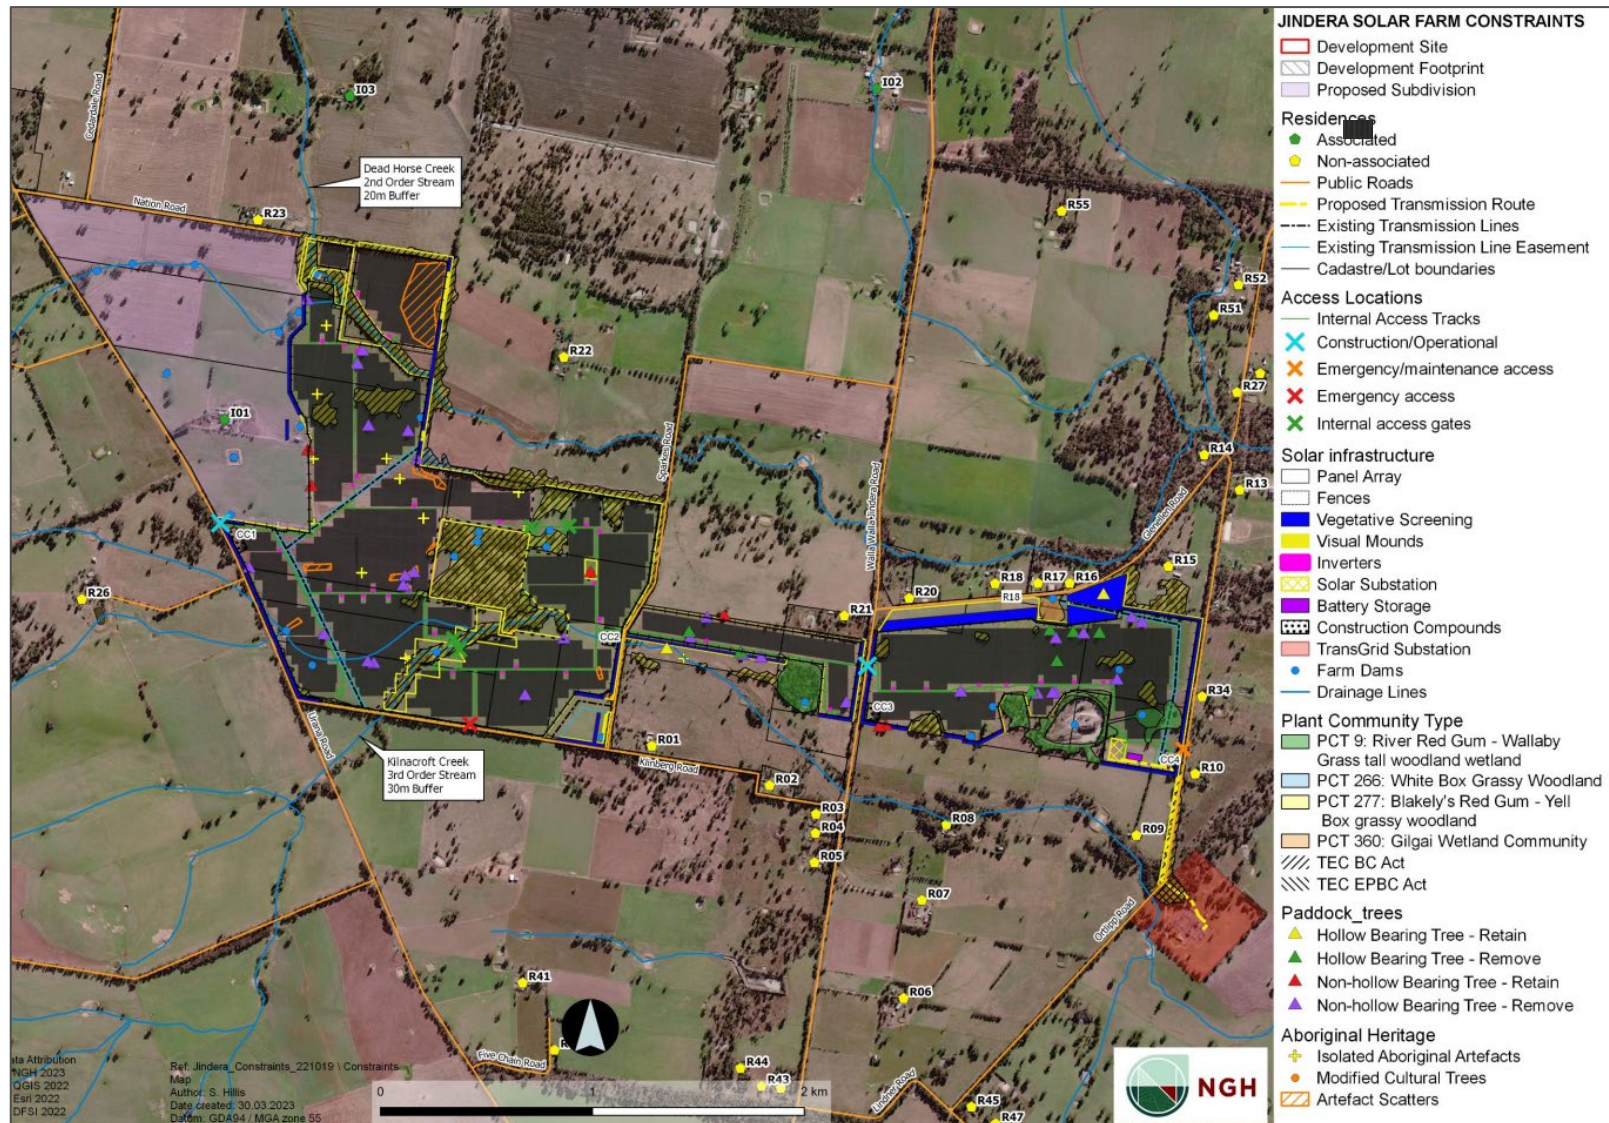 JINDERA SOLAR FARM CONSTRAINTS
Development Site
Development Footprint
Proposed Subdivision
Residences
Associated
Non-associated
Public Roads
Proposed Transmission Route
Existing Transmission Lines
Existing Transmission Line Easement
Cadastre/Lot boundaries
Access Locations
Internal Access Tracks
Construction/Operational
Emergency/maintenance access
Emergency access
Internal access gates
Solar infrastructure
Panel Array
Fences
Vegetative Screening
Visual Mounds
Inverters
Solar Substation
Battery Storage
Construction Compounds
TransGrid Substation
Farm Dams
Drainage Lines
Plant Community Type
PCT 9: River Red Gum - Wallaby
Grass tall woodland wetland
PCT 266: White Box Grassy Woodland
PCT 277: Blakely's Red Gum - Yell
Box grassy woodland
PCT 360: Gilgai Wetland Community
TEC BC Act
TEC EPBC Act
Paddock_trees
Hollow Bearing Tree - Retain
Hollow Bearing Tree - Remove
Non-hollow Bearing Tree - Retain
Non-hollow Bearing Tree - Remove
Aboriginal Heritage
Isolated Aboriginal Artefacts
Modified Cultural Trees
Artefact Scatters
Cedardale Road
I03
I02
Dead Horse Creek
2nd Order Stream
20m Buffer
Nation Road
R23
R55
R52
R51
R22
R27
I01
Sparkes Road
Walla Walla Jindera Road
Glenellen Road
R14
R13
CC1
R26
R15
R20
R18
R17
R16
R18
R21
CC2
CC3
R34
Urana Road
Kilnacroft Creek
3rd Order Stream
30m Buffer
R01
Klinberg Road
CC4
R10
R02
R03
R04
R05
R08
R09
R07
Ortlipp Road
R41
R06
Five Chain Road
R44
R43
Lindner Road
R45
R47
ata Attribution
NGH 2023
QGIS 2022
Esri 2022
DFSI 2022
Ref: Jindera_Constraints_221019 \ Constraints
Map
Author: S. Hillis
Date created: 30.03.2023
Datum: GDA94 / MGA zone 55
0
1
2 km
NGH